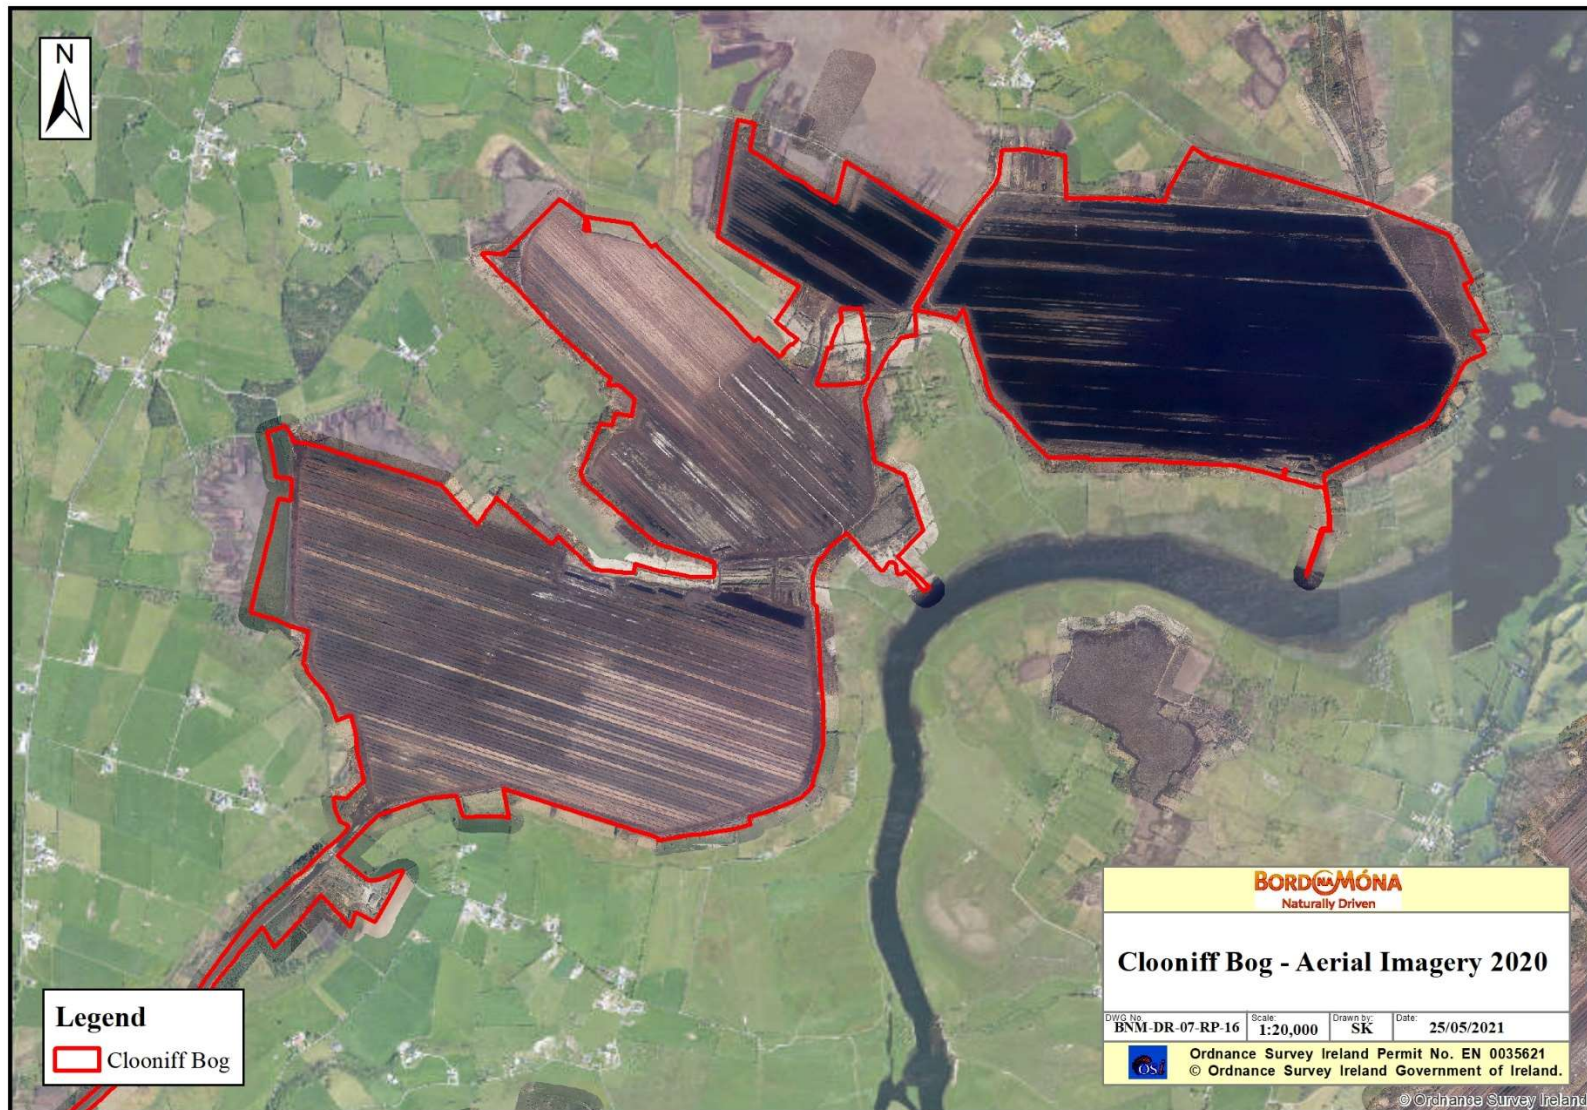 N
BORD NA MÓNA
Naturally Driven
Clooniff Bog - Aerial Imagery 2020
DWG No. BNM-DR-07-RP-16 Scale: 1:20,000 Drawn by: SK Date: 25/05/2021
OSi Ordnance Survey Ireland Permit No. EN 0035621
© Ordnance Survey Ireland Government of Ireland.
Legend
Clooniff Bog
© Ordnance Survey Ireland